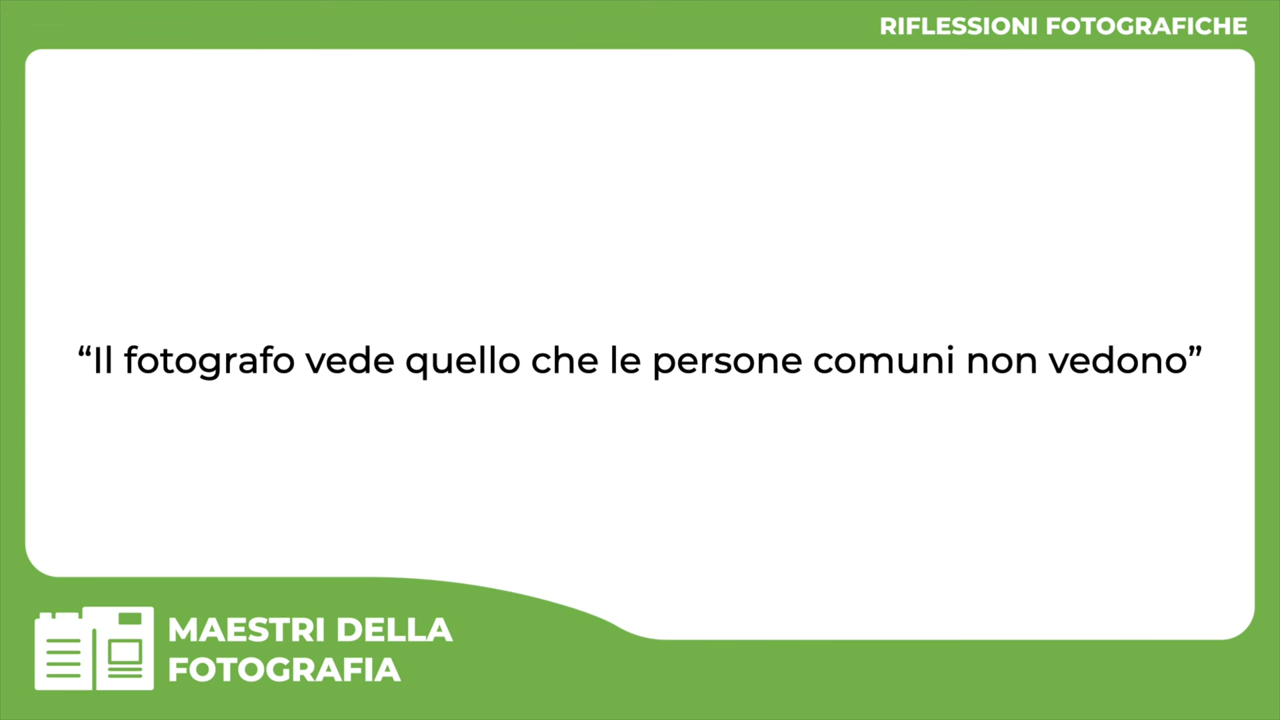 RIFLESSIONI FOTOGRAFICHE
“Il fotografo vede quello che le persone comuni non vedono”
MAESTRI DELLA
FOTOGRAFIA